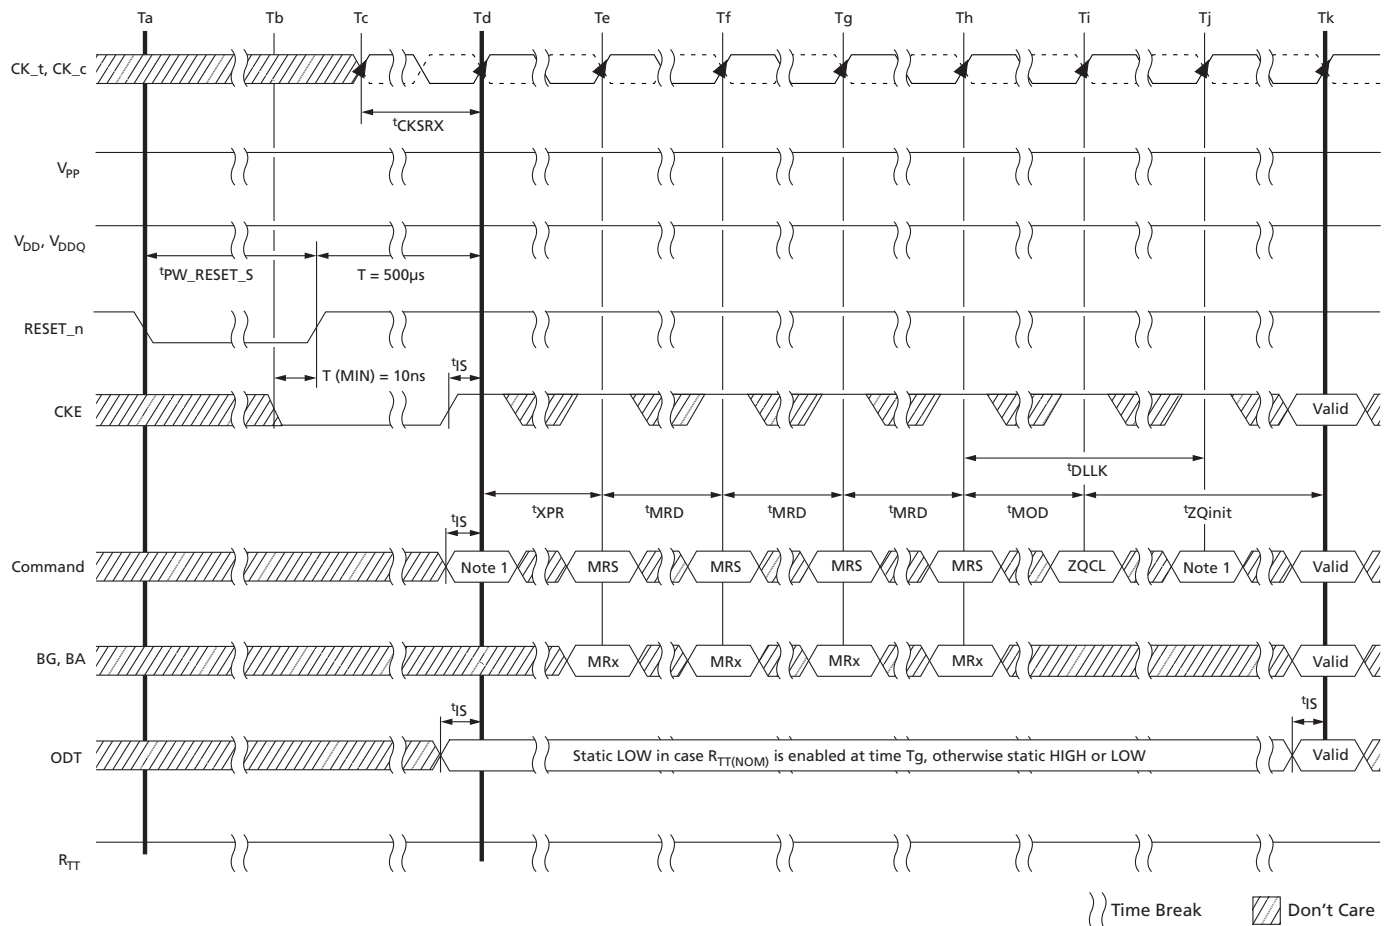 Ta Tb Tc Td Te Tf Tg Th Ti Tj Tk
CK_t, CK_c
tCKSRX
VPP
VDD, VDDQ
tPW_RESET_S T = 500μs
RESET_n
T (MIN) = 10ns tIS
CKE Valid
tDLLK
tXPR tMRD tMRD tMRD tMOD tZQinit
tIS
Command Note 1 MRS MRS MRS MRS ZQCL Note 1 Valid
BG, BA MRx MRx MRx MRx Valid
tIS tIS
ODT Static LOW in case RTT(NOM) is enabled at time Tg, otherwise static HIGH or LOW Valid
RTT
Time Break Don't Care